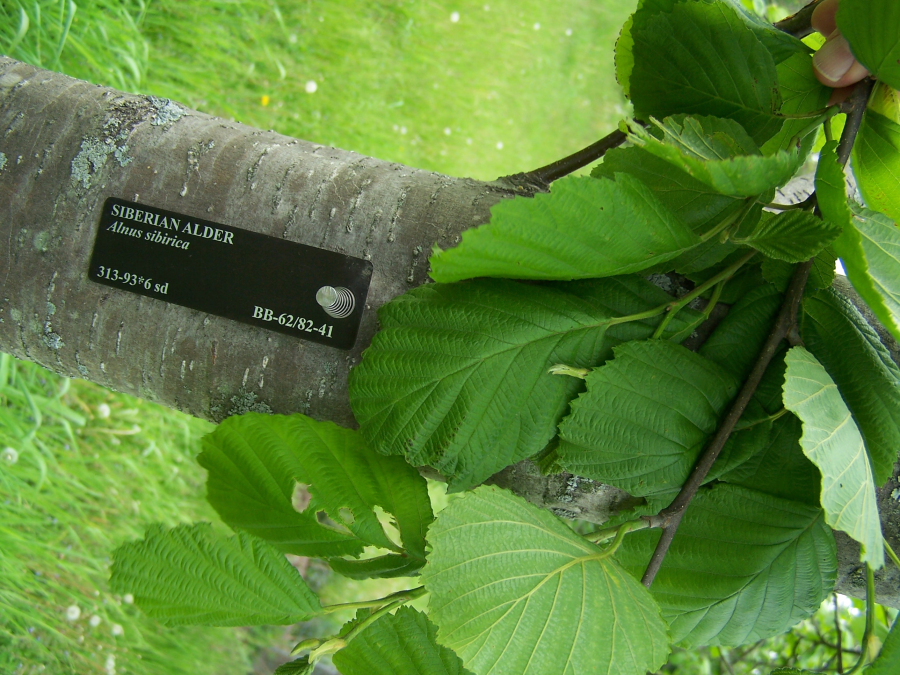 SIBERIAN ALDER
Alnus sibirica
313-93*6 sd
BB-62/82-41